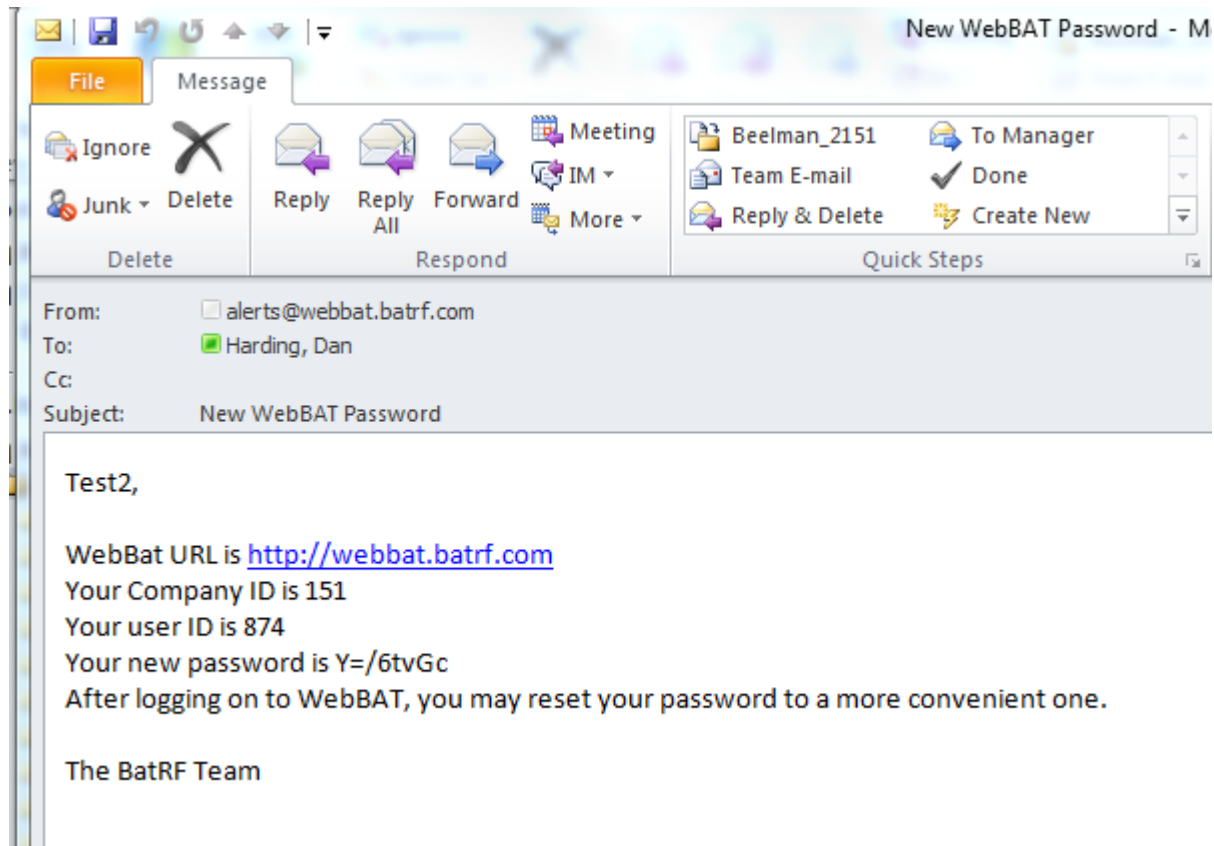 New WebBAT Password - M
File Message
Ignore
Junk
Delete
Reply
Reply All
Forward
Meeting
IM
More
Beelman_2151
Team E-mail
Reply & Delete
To Manager
Done
Create New
Delete
Respond
Quick Steps
From: alerts@webbat.batrf.com
To: Harding, Dan
Cc:
Subject: New WebBAT Password
Test2,
WebBat URL is http://webbat.batrf.com
Your Company ID is 151
Your user ID is 874
Your new password is Y=/6tvGc
After logging on to WebBAT, you may reset your password to a more convenient one.
The BatRF Team